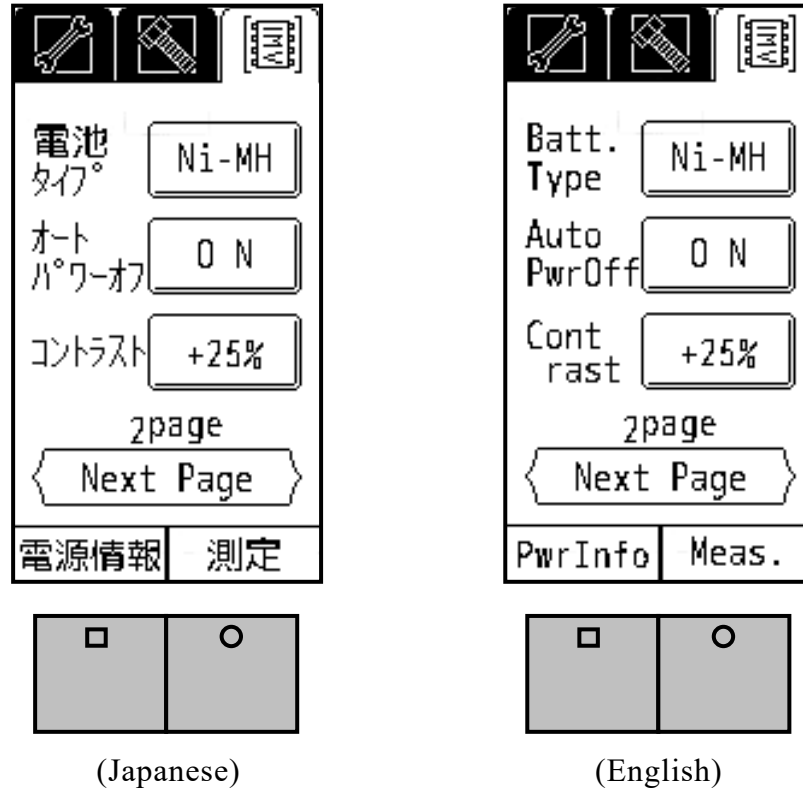 IMV
電池
タイプ
Ni-MH
オート
パワーオフ
O N
コントラスト
+25%
2page
Next Page
電源情報
測定
(Japanese)
IMV
Batt.
Type
Ni-MH
Auto
PwrOff
O N
Cont
rast
+25%
2page
Next Page
PwrInfo
Meas.
(English)